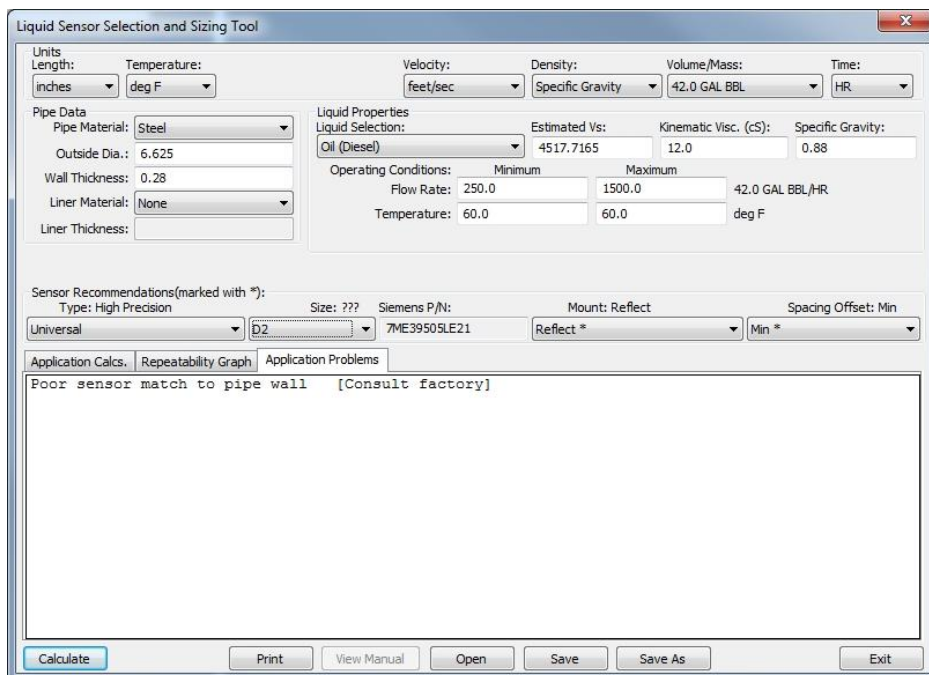 Liquid Sensor Selection and Sizing Tool
Units
Length: Temperature: Velocity: Density: Volume/Mass: Time:
inches deg F feet/sec Specific Gravity 42.0 GAL BBL HR
Pipe Data
Pipe Material: Steel
Outside Dia.: 6.625
Wall Thickness: 0.28
Liner Material: None
Liner Thickness:
Liquid Properties
Liquid Selection: Estimated Vs: Kinematic Visc. (cS): Specific Gravity:
Oil (Diesel) 4517.7165 12.0 0.88
Operating Conditions: Minimum Maximum
Flow Rate: 250.0 1500.0 42.0 GAL BBL/HR
Temperature: 60.0 60.0 deg F
Sensor Recommendations(marked with *):
Type: High Precision Size: ??? Siemens P/N: Mount: Reflect Spacing Offset: Min
Universal D2 7ME39505LE21 Reflect * Min *
Application Calcs. Repeatability Graph Application Problems
Poor sensor match to pipe wall [Consult factory]
Calculate Print View Manual Open Save Save As Exit